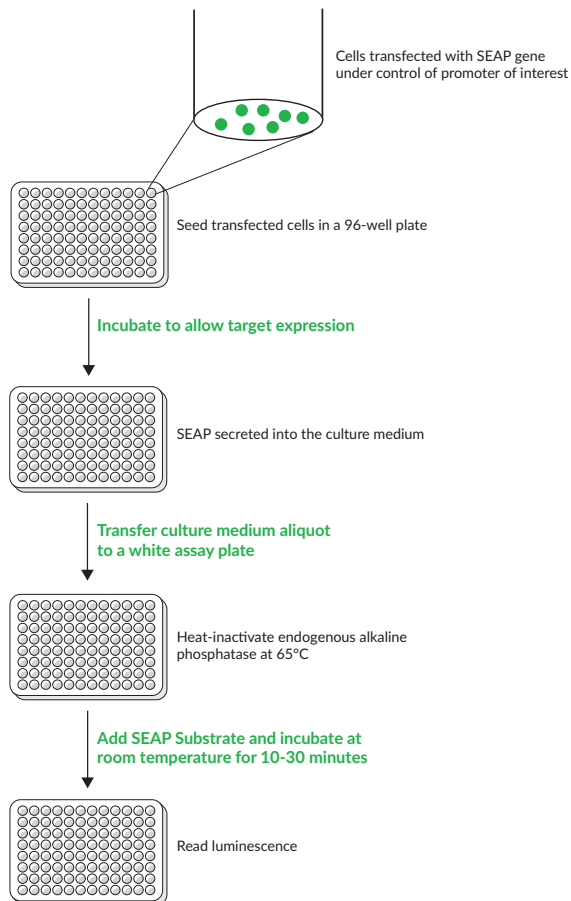 Cells transfected with SEAP gene
under control of promoter of interest
Seed transfected cells in a 96-well plate
Incubate to allow target expression
SEAP secreted into the culture medium
Transfer culture medium aliquot
to a white assay plate
Heat-inactivate endogenous alkaline
phosphatase at 65°C
Add SEAP Substrate and incubate at
room temperature for 10-30 minutes
Read luminescence